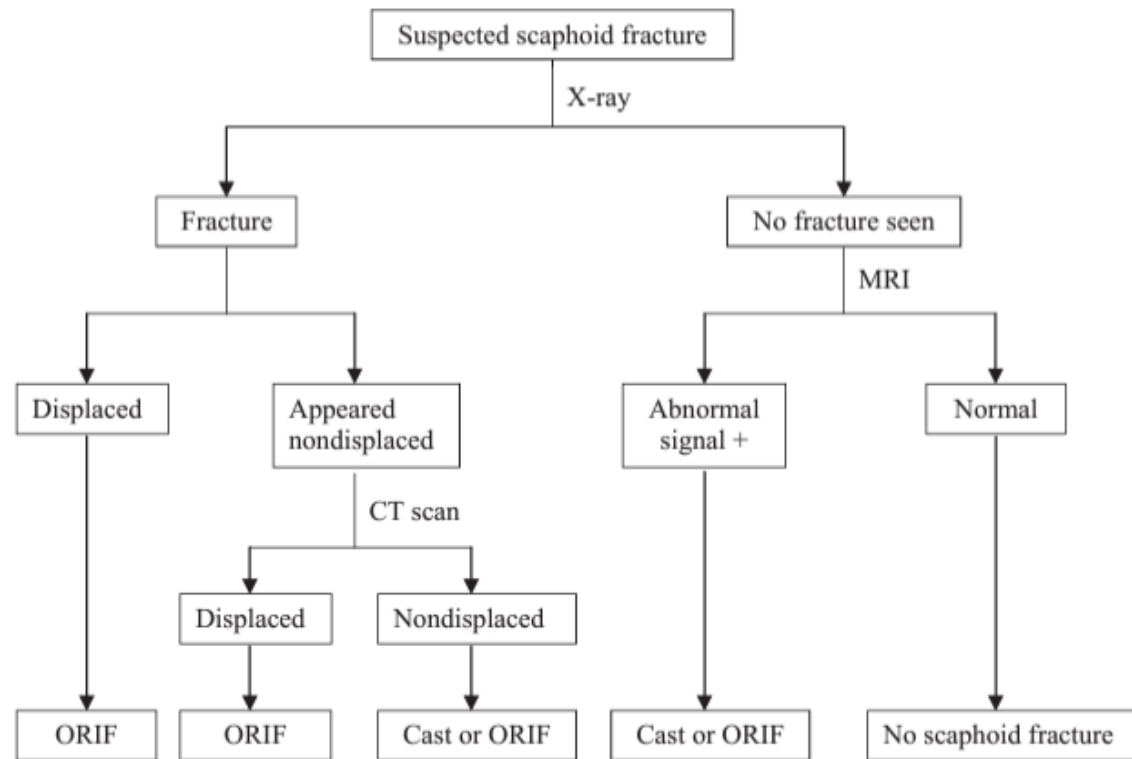 Suspected scaphoid fracture
X-ray
Fracture
No fracture seen
MRI
Displaced
Appeared
nondisplaced
Abnormal
signal +
Normal
CT scan
Displaced
Nondisplaced
ORIF
ORIF
Cast or ORIF
Cast or ORIF
No scaphoid fracture